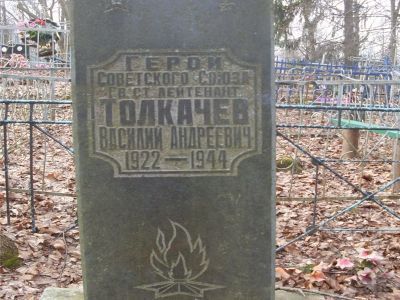 ГЕРОЙ
СОВЕТСКОГО СОЮЗА
ГВ. СТ. ЛЕЙТЕНАНТ
ТОЛКАЧЕВ
ВАСИЛИЙ АНДРЕЕВИЧ
1922 — 1944